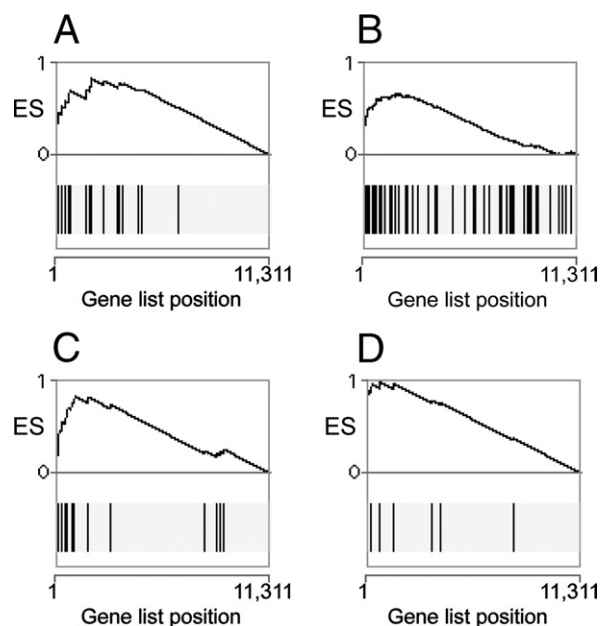 A B
1 1
ES ES
0 0
1 11,311 1 11,311
Gene list position Gene list position
C D
1 1
ES ES
0 0
1 11,311 1 11,311
Gene list position Gene list position